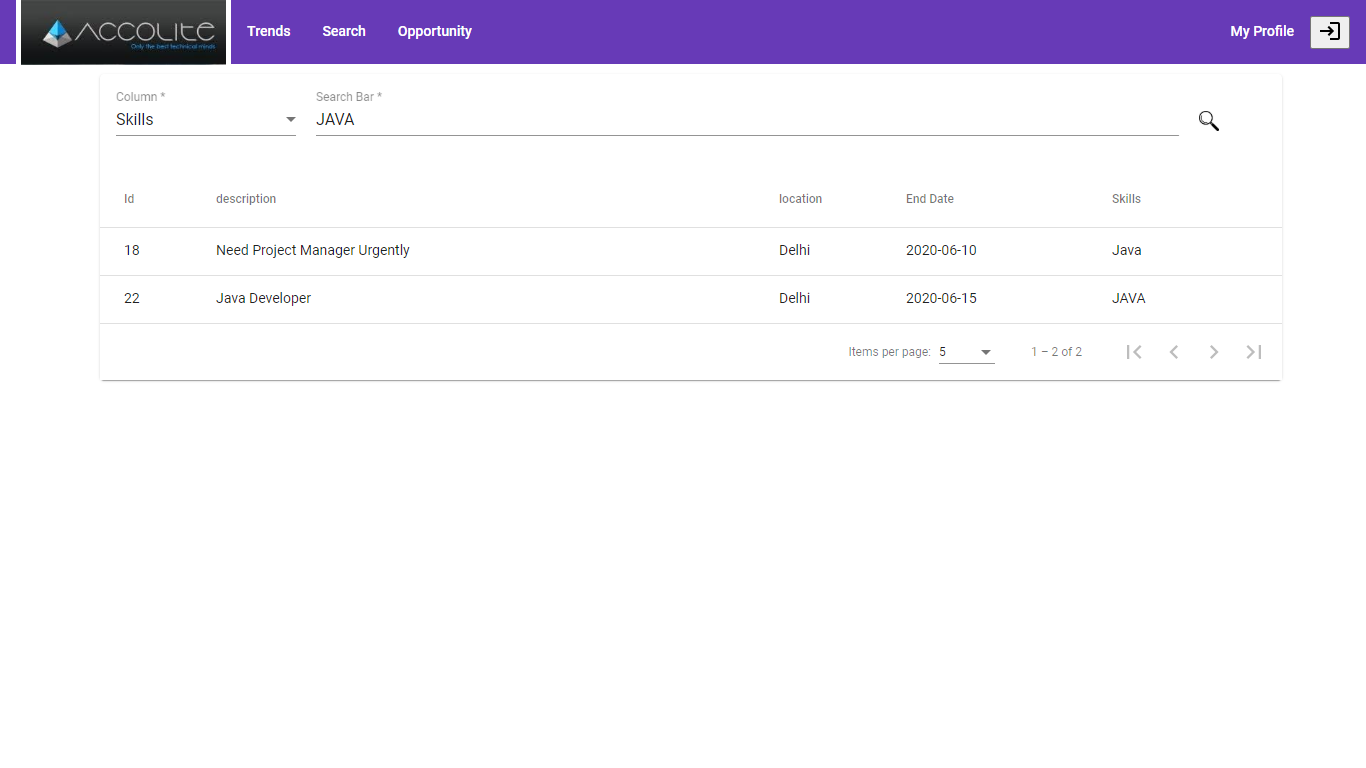 ACCOLITE
Only the best technical minds
Trends Search Opportunity My Profile
Column * Search Bar *
Skills JAVA
Id description location End Date Skills
18 Need Project Manager Urgently Delhi 2020-06-10 Java
22 Java Developer Delhi 2020-06-15 JAVA
Items per page: 5 1 – 2 of 2